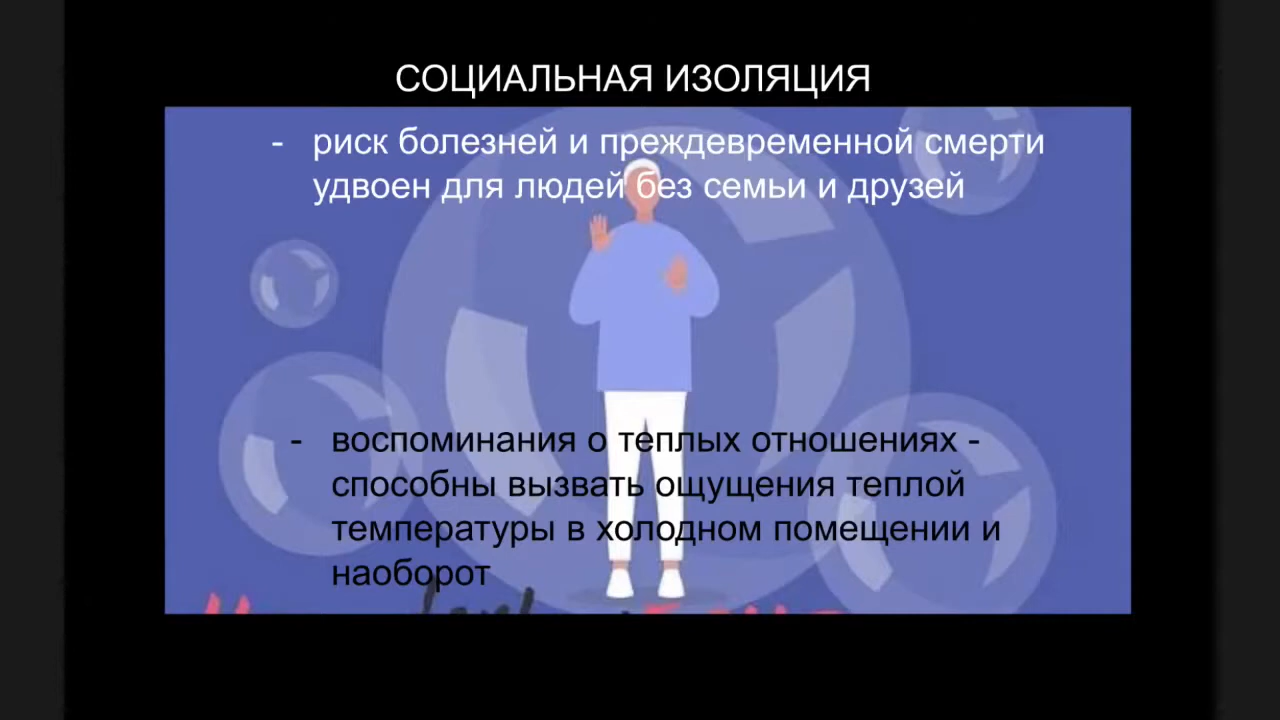 СОЦИАЛЬНАЯ ИЗОЛЯЦИЯ
- риск болезней и преждевременной смерти
удвоен для людей без семьи и друзей
- воспоминания о теплых отношениях -
способны вызвать ощущения теплой
температуры в холодном помещении и
наоборот